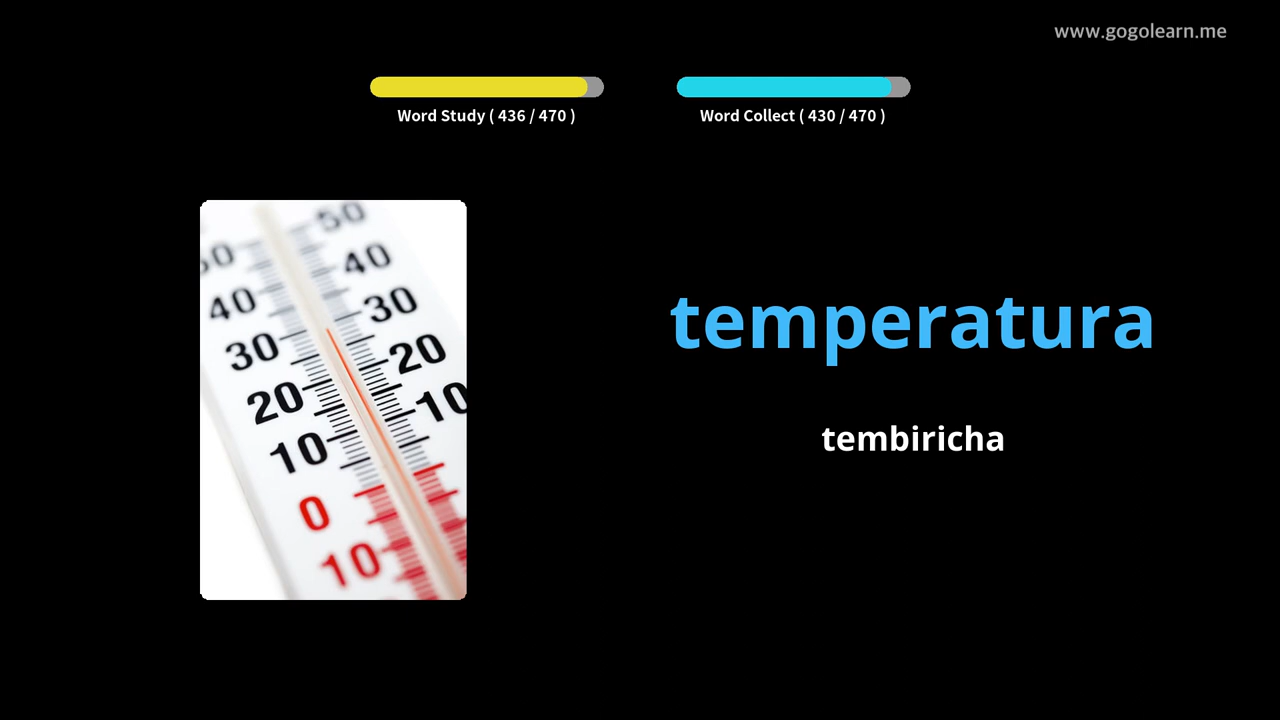 www.gogolearn.me
Word Study ( 436 / 470 )
Word Collect ( 430 / 470 )
50
50
40
40
30
30
20
20
10
10
0
10
temperatura
tembiricha